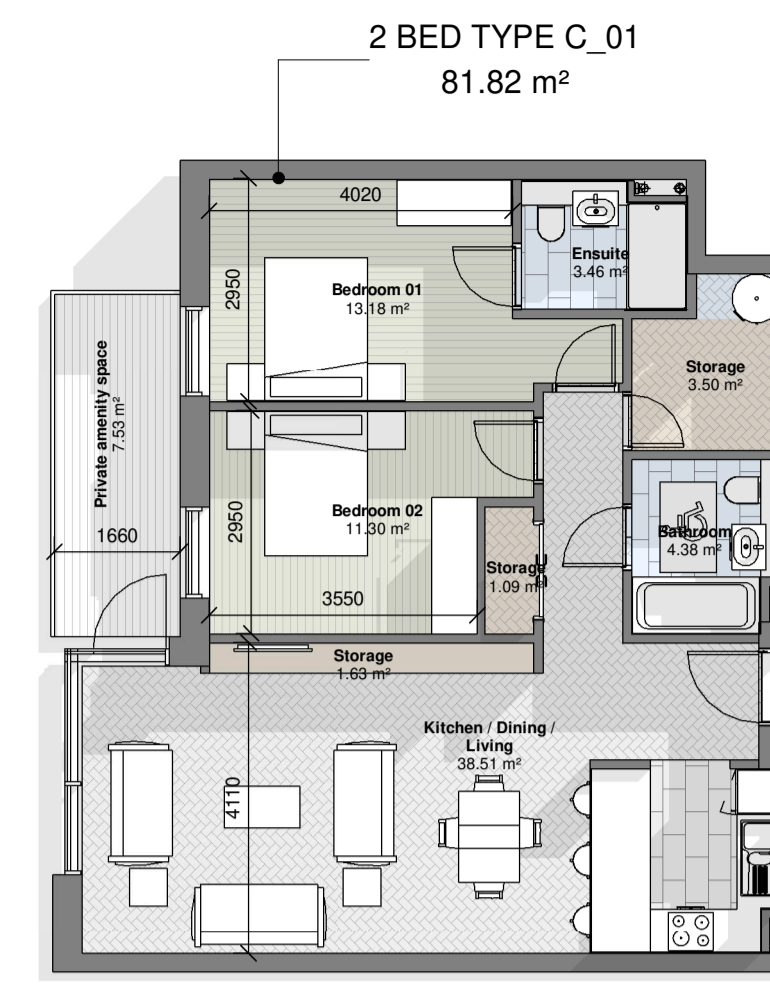 2 BED TYPE C_01
81.82 m²
4020
Ensuite
3.46 m²
2950
Bedroom 01
13.18 m²
Storage
3.50 m²
Private amenity space
7.53 m²
1660
2950
Bedroom 02
11.30 m²
Bathroom
4.38 m²
Storage
1.09 m²
3550
Storage
1.63 m²
Kitchen / Dining /
Living
38.51 m²
4110